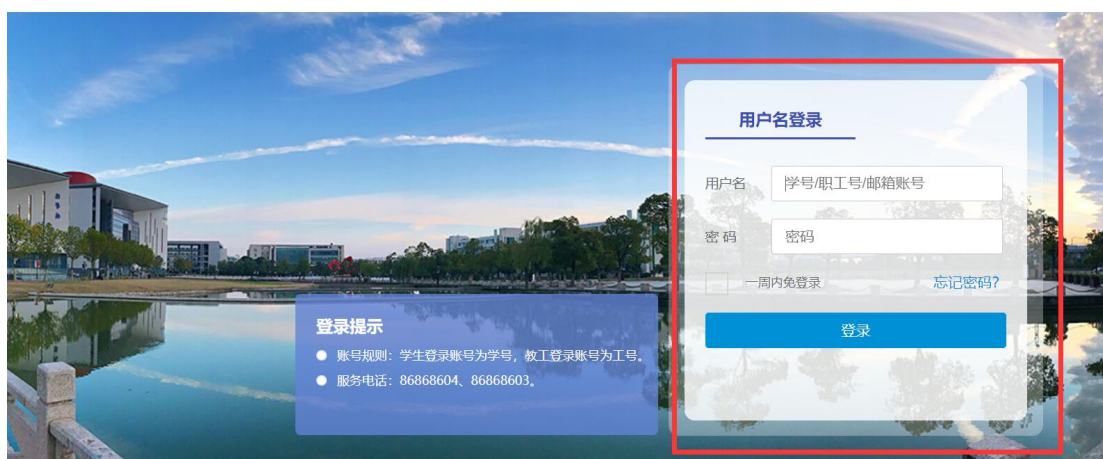 用户名登录
用户名 学号/职工号/邮箱账号
密 码 密码
一周内免登录 忘记密码?
登录
登录提示
账号规则：学生登录账号为学号，教工登录账号为工号。
服务电话：86868604、86868603。